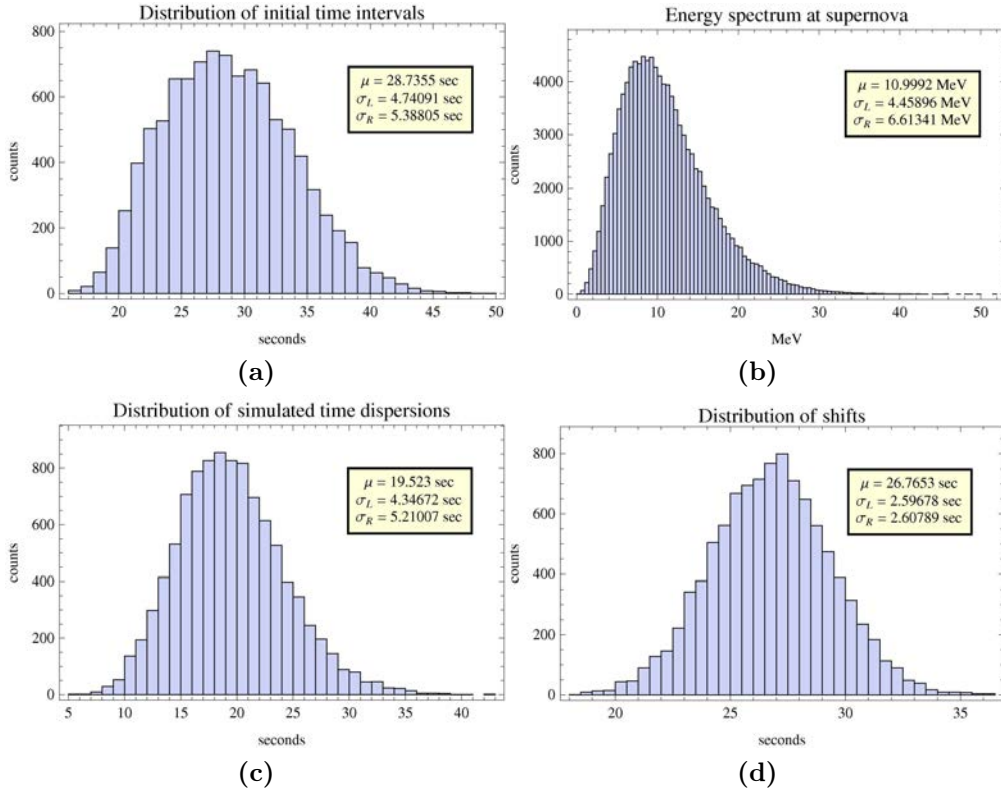 Distribution of initial time intervals
800
600
400
200
0
counts
μ = 28.7355 sec
σL = 4.74091 sec
σR = 5.38805 sec
20 25 30 35 40 45 50
seconds
(a)
Energy spectrum at supernova
4000
3000
2000
1000
0
counts
μ = 10.9992 MeV
σL = 4.45896 MeV
σR = 6.61341 MeV
0 10 20 30 40 50
MeV
(b)
Distribution of simulated time dispersions
800
600
400
200
0
counts
μ = 19.523 sec
σL = 4.34672 sec
σR = 5.21007 sec
5 10 15 20 25 30 35 40
seconds
(c)
Distribution of shifts
800
600
400
200
0
counts
μ = 26.7653 sec
σL = 2.59678 sec
σR = 2.60789 sec
20 25 30 35
seconds
(d)